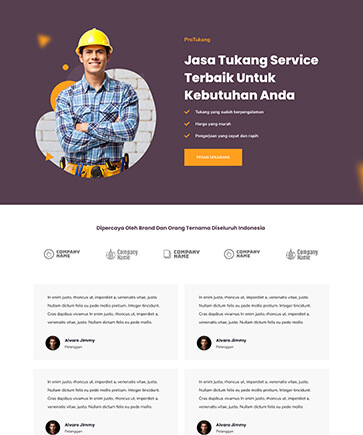 ProTukang
Jasa Tukang Service
Terbaik Untuk
Kebutuhan Anda
Tukang yang sudah berpengalaman
Harga yang murah
Pengerjaan yang cepat dan rapih
PESAN SEKARANG
Dipercaya Oleh Brand Dan Orang Ternama Diseluruh Indonesia
COMPANY
NAME
Company
Name
COMPANY
NAME
COMPANY
NAME
Company
Name
In enim justo, rhoncus ut, imperdiet a, venenatis vitae, justo.
Nullam dictum felis eu pede mollis pretium. Integer tincidunt.
Cras dapibus vivamus In enim justo, rhoncus ut, imperdiet a,
venenatis vitae, justo. Nullam dictum felis eu pede mollis
Alvaro Jimmy
Pelanggan
In enim justo, rhoncus ut, imperdiet a, venenatis vitae, justo.
Nullam dictum felis eu pede mollis pretium. Integer tincidunt.
Cras dapibus vivamus In enim justo, rhoncus ut, imperdiet a,
venenatis vitae, justo. Nullam dictum felis eu pede mollis
Alvaro Jimmy
Pelanggan
In enim justo, rhoncus ut, imperdiet a, venenatis vitae, justo.
Nullam dictum felis eu pede mollis pretium. Integer tincidunt.
Cras dapibus vivamus In enim justo, rhoncus ut, imperdiet a,
venenatis vitae, justo. Nullam dictum felis eu pede mollis
Alvaro Jimmy
Pelanggan
In enim justo, rhoncus ut, imperdiet a, venenatis vitae, justo.
Nullam dictum felis eu pede mollis pretium. Integer tincidunt.
Cras dapibus vivamus In enim justo, rhoncus ut, imperdiet a,
venenatis vitae, justo. Nullam dictum felis eu pede mollis
Alvaro Jimmy
Pelanggan